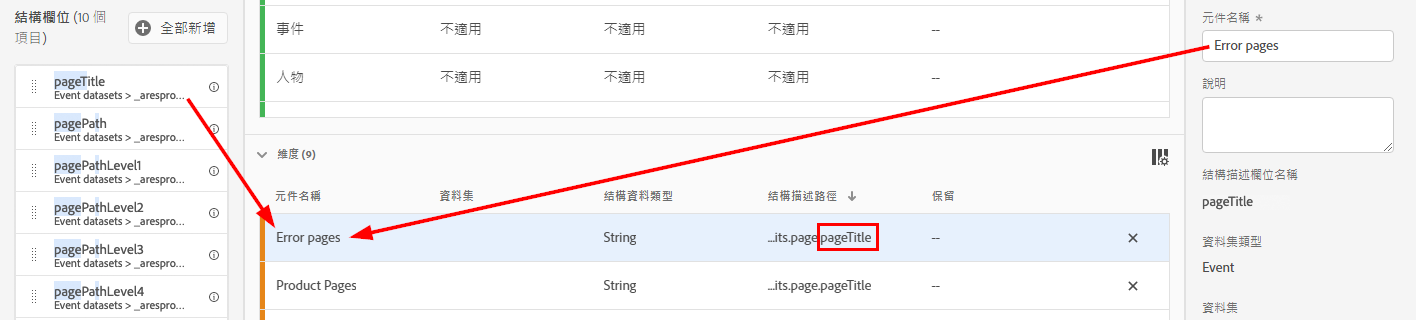 結構欄位 (10 個
項目)
全部新增
pageTitle
Event datasets > _arespro...
pagePath
Event datasets > _arespro...
pagePathLevel1
Event datasets > _arespro...
pagePathLevel2
Event datasets > _arespro...
pagePathLevel3
Event datasets > _arespro...
pagePathLevel4
Event datasets > _arespro...
事件 不適用 不適用 不適用 --
人物 不適用 不適用 不適用 --
維度 (9)
元件名稱 資料集 結構資料類型 結構描述路徑 ↓ 保留
Error pages String ...its.page.pageTitle --
Product Pages String ...its.page.pageTitle --
元件名稱 *
Error pages
說明
結構描述欄位名稱
pageTitle
資料集類型
Event
資料集